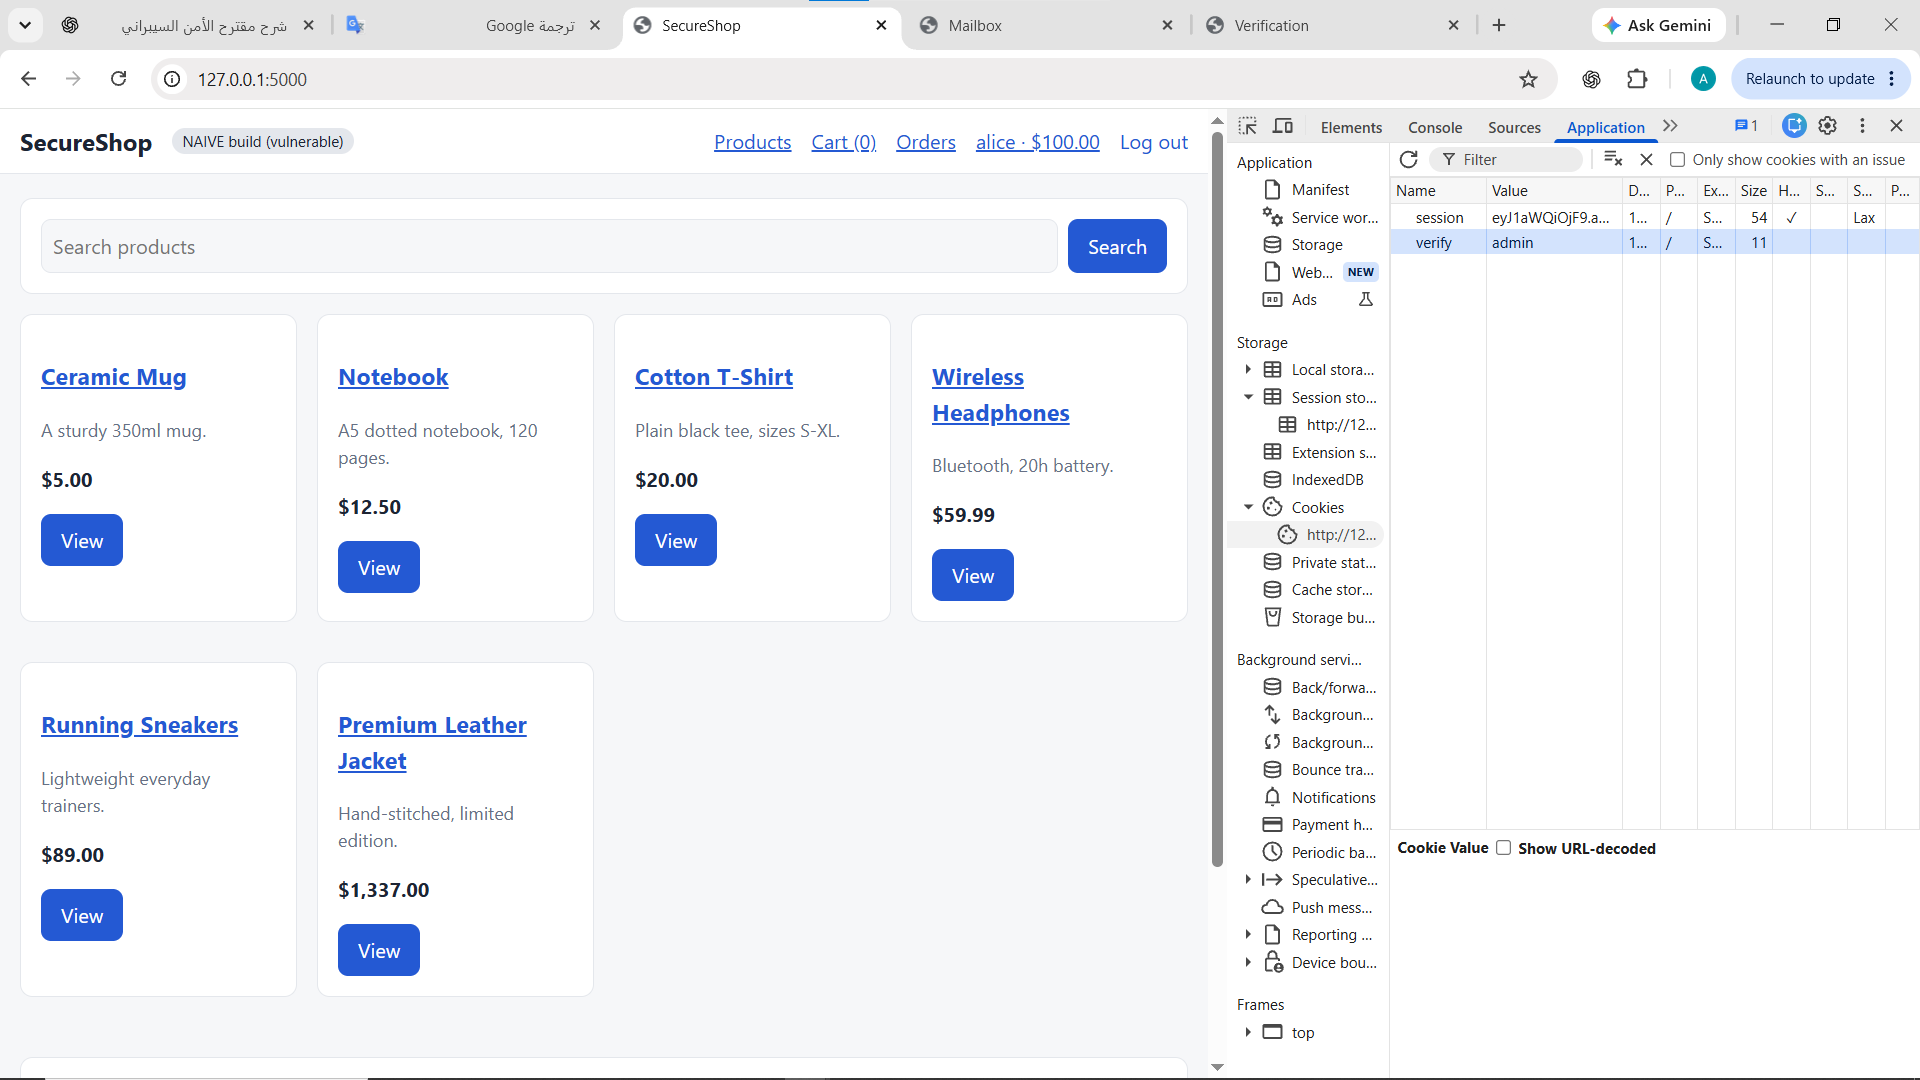 شرح مقترح الأمن السيبراني
ترجمة Google
SecureShop
Mailbox
Verification
Ask Gemini
127.0.0.1:5000
A
Relaunch to update
SecureShop
NAIVE build (vulnerable)
Products
Cart (0)
Orders
alice · $100.00
Log out
Search products
Search
Ceramic Mug
A sturdy 350ml mug.
$5.00
View
Notebook
A5 dotted notebook, 120
pages.
$12.50
View
Cotton T-Shirt
Plain black tee, sizes S-XL.
$20.00
View
Wireless
Headphones
Bluetooth, 20h battery.
$59.99
View
Running Sneakers
Lightweight everyday
trainers.
$89.00
View
Premium Leather
Jacket
Hand-stitched, limited
edition.
$1,337.00
View
Elements
Console
Sources
Application
1
Application
Manifest
Service wor...
Storage
Web... NEW
Ads
Storage
Local stora...
Session sto...
http://12...
Extension s...
IndexedDB
Cookies
http://12...
Private stat...
Cache stor...
Storage bu...
Background servi...
Back/forwa...
Backgroun...
Backgroun...
Bounce tra...
Notifications
Payment h...
Periodic ba...
Speculative...
Push mess...
Reporting ...
Device bou...
Frames
top
Filter
Only show cookies with an issue
Name Value D... P... Ex... Size H... S... S... P...
session eyJ1aWQiOjF9.a... 1... / S... 54 ✓ Lax
verify admin 1... / S... 11
Cookie Value Show URL-decoded